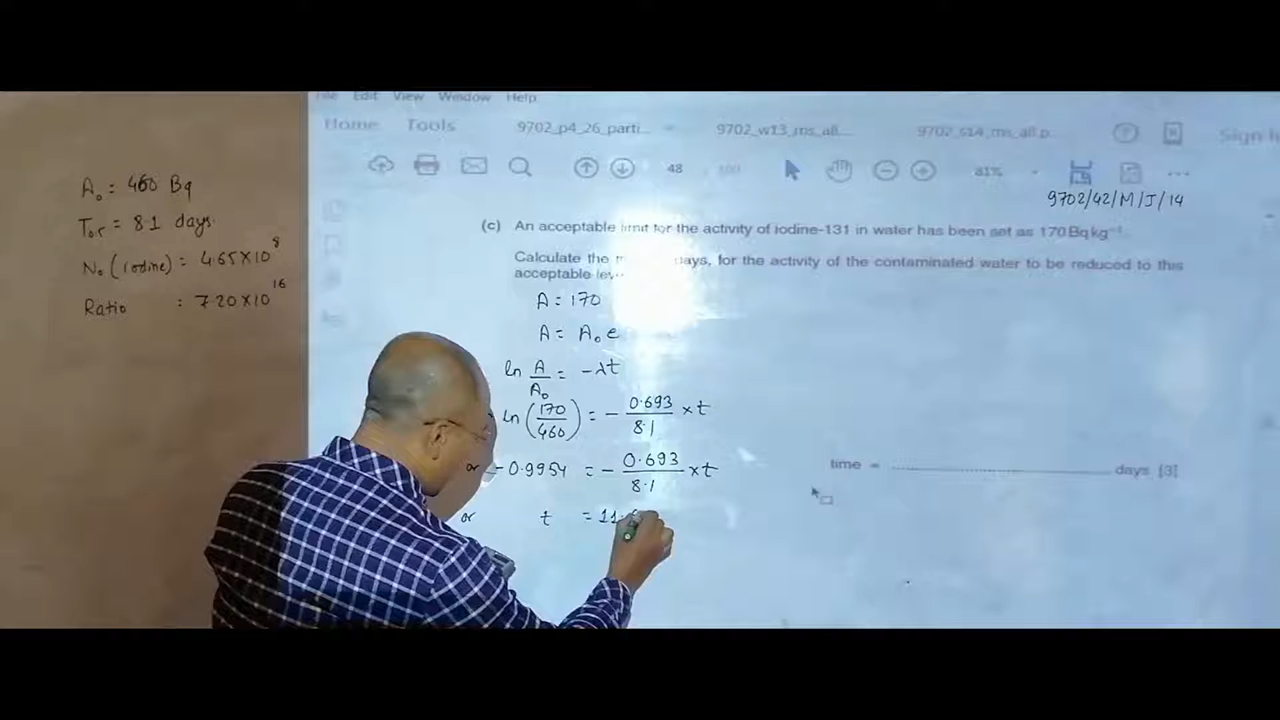 File Edit View Window Help
Home Tools 9702_p4_26_parti... 9702_w13_ms_all... 9702_s14_ms_all.p...
Sign I
48 100 81%
9702/42/M/J/14
A₀ = 460 Bq
T₀.₅ = 8.1 days
N₀ (iodine) = 4.65×10⁸
Ratio : 7.20×10¹⁶
(c) An acceptable limit for the activity of iodine-131 in water has been set as 170 Bq kg⁻¹.
Calculate the days, for the activity of the contaminated water to be reduced to this
acceptable
A = 170
A = A₀ e
ln A/A₀ = -λt
ln (170/460) = - 0.693/8.1 × t
or -0.9954 = - 0.693/8.1 × t
or t = 11.
time = ........ days [3]